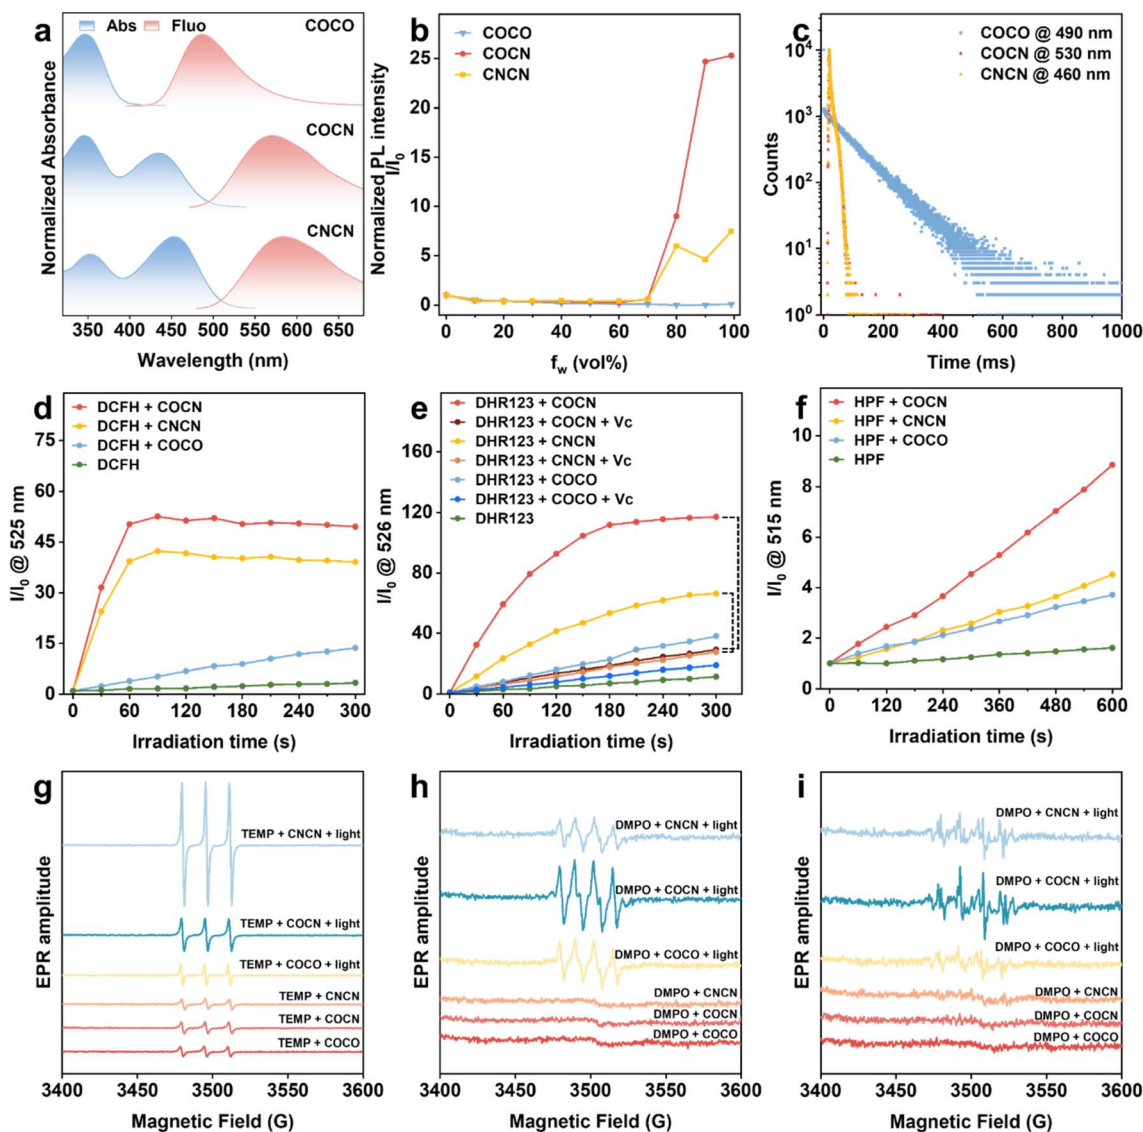 a
Abs
Fluo
COCO
COCN
CNCN
Normalized Absorbance
350 400 450 500 550 600 650
Wavelength (nm)
b
COCO
COCN
CNCN
Normalized PL intensity
I/I0
25
20
15
10
5
0
0 20 40 60 80 100
fw (vol%)
c
COCO @ 490 nm
COCN @ 530 nm
CNCN @ 460 nm
Counts
10^4
10^3
10^2
10^1
10^0
0 200 400 600 800 1000
Time (ms)
d
DCFH + COCN
DCFH + CNCN
DCFH + COCO
DCFH
I/I0 @ 525 nm
75
60
45
30
15
0
0 60 120 180 240 300
Irradiation time (s)
e
DHR123 + COCN
DHR123 + COCN + Vc
DHR123 + CNCN
DHR123 + CNCN + Vc
DHR123 + COCO
DHR123 + COCO + Vc
DHR123
I/I0 @ 526 nm
160
120
80
40
0
0 60 120 180 240 300
Irradiation time (s)
f
HPF + COCN
HPF + CNCN
HPF + COCO
HPF
I/I0 @ 515 nm
10
8
6
4
2
0
0 120 240 360 480 600
Irradiation time (s)
g
TEMP + CNCN + light
TEMP + COCN + light
TEMP + COCO + light
TEMP + CNCN
TEMP + COCN
TEMP + COCO
EPR amplitude
3400 3450 3500 3550 3600
Magnetic Field (G)
h
DMPO + CNCN + light
DMPO + COCN + light
DMPO + COCO + light
DMPO + CNCN
DMPO + COCN
DMPO + COCO
EPR amplitude
3400 3450 3500 3550 3600
Magnetic Field (G)
i
DMPO + CNCN + light
DMPO + COCN + light
DMPO + COCO + light
DMPO + CNCN
DMPO + COCN
DMPO + COCO
EPR amplitude
3400 3450 3500 3550 3600
Magnetic Field (G)